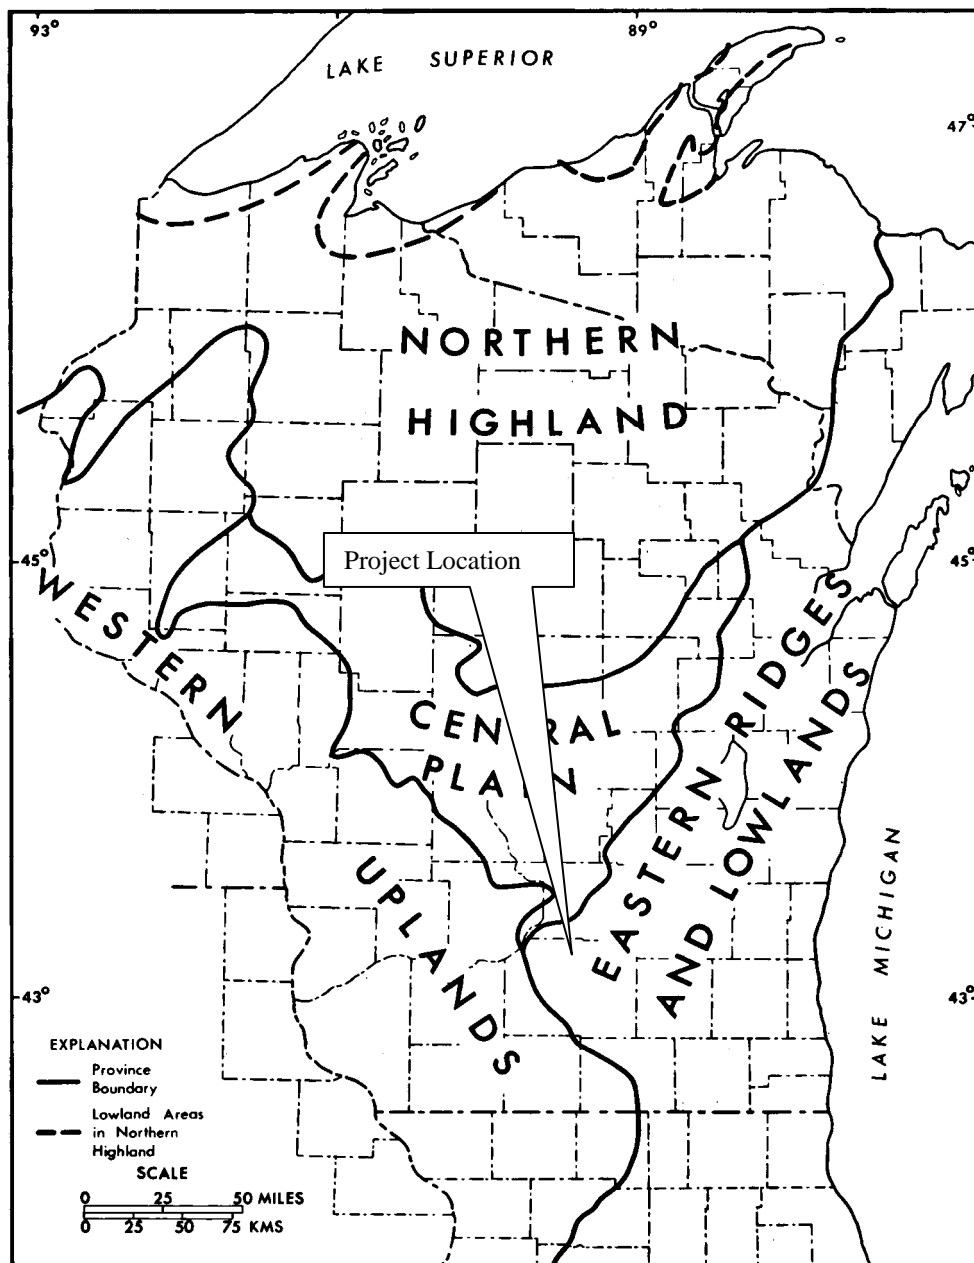 93°
89°
LAKE SUPERIOR
47°
NORTHERN
HIGHLAND
45°
Project Location
45°
WESTERN
UPLANDS
CENTRAL
PLAIN
EASTERN RIDGES
AND LOWLANDS
LAKE MICHIGAN
43°
43°
EXPLANATION
Province
Boundary
Lowland Areas
in Northern
Highland
SCALE
0 25 50 MILES
0 25 50 75 KMS